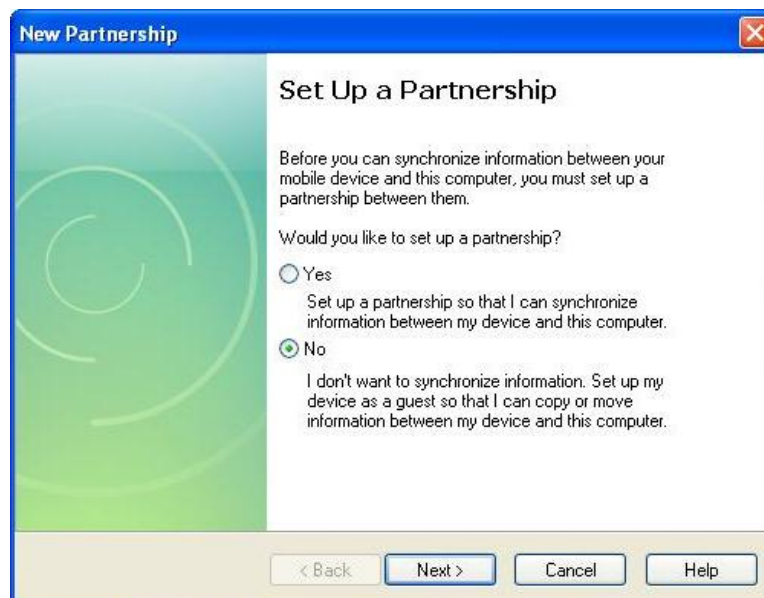 New Partnership
Set Up a Partnership
Before you can synchronize information between your
mobile device and this computer, you must set up a
partnership between them.
Would you like to set up a partnership?
Yes
Set up a partnership so that I can synchronize
information between my device and this computer.
No
I don't want to synchronize information. Set up my
device as a guest so that I can copy or move
information between my device and this computer.
< Back Next > Cancel Help